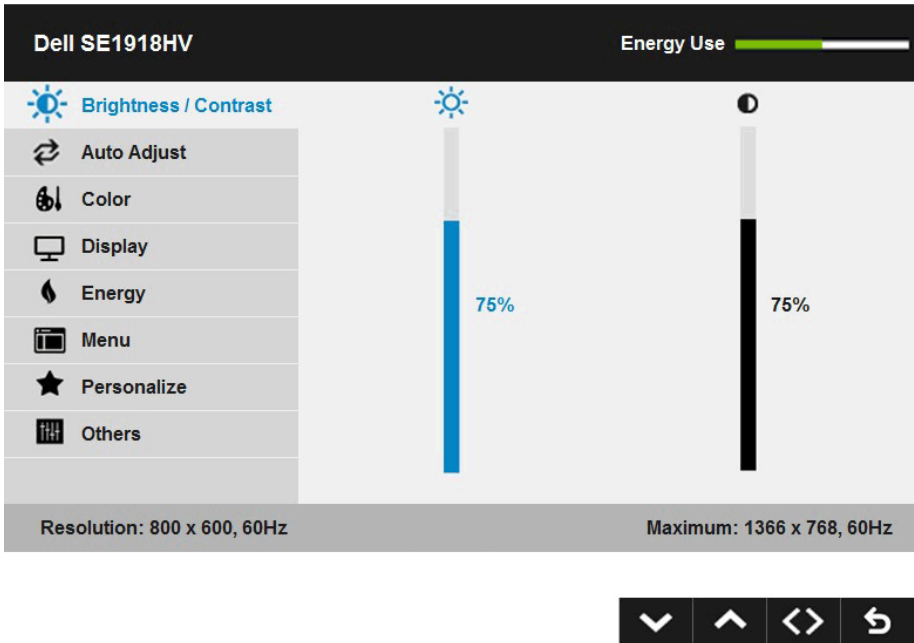 Dell SE1918HV
Energy Use
Brightness / Contrast
Auto Adjust
Color
Display
Energy
Menu
Personalize
Others
75%
75%
Resolution: 800 x 600, 60Hz
Maximum: 1366 x 768, 60Hz